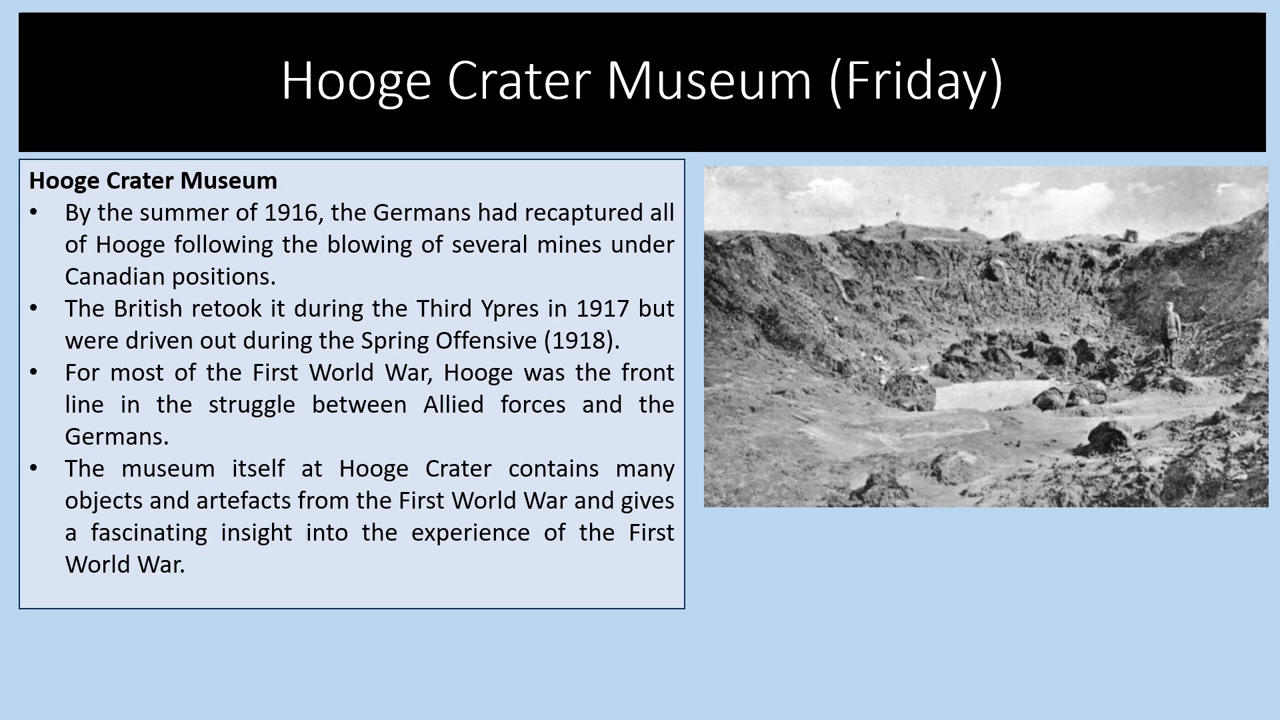 Hooge Crater Museum (Friday)
Hooge Crater Museum
• By the summer of 1916, the Germans had recaptured all
of Hooge following the blowing of several mines under
Canadian positions.
• The British retook it during the Third Ypres in 1917 but
were driven out during the Spring Offensive (1918).
• For most of the First World War, Hooge was the front
line in the struggle between Allied forces and the
Germans.
• The museum itself at Hooge Crater contains many
objects and artefacts from the First World War and gives
a fascinating insight into the experience of the First
World War.